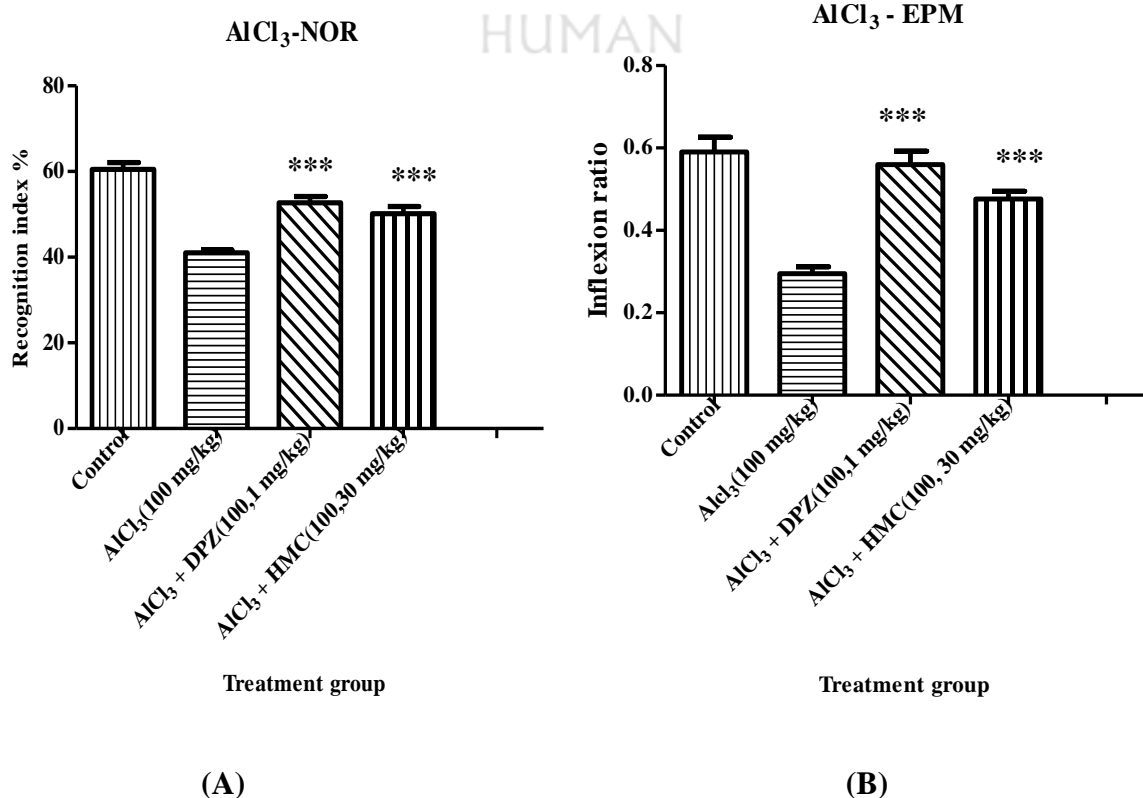 HUMAN
AlCl3-NOR
80
60
40
20
0
Recognition index %
***
***
Control
AlCl3(100 mg/kg)
AlCl3 + DPZ(100,1 mg/kg)
AlCl3 + HMC(100,30 mg/kg)
Treatment group
(A)
AlCl3 - EPM
0.8
0.6
0.4
0.2
0.0
Inflexion ratio
***
***
Control
Alcl3(100 mg/kg)
AlCl3 + DPZ(100,1 mg/kg)
AlCl3 + HMC(100, 30 mg/kg)
Treatment group
(B)